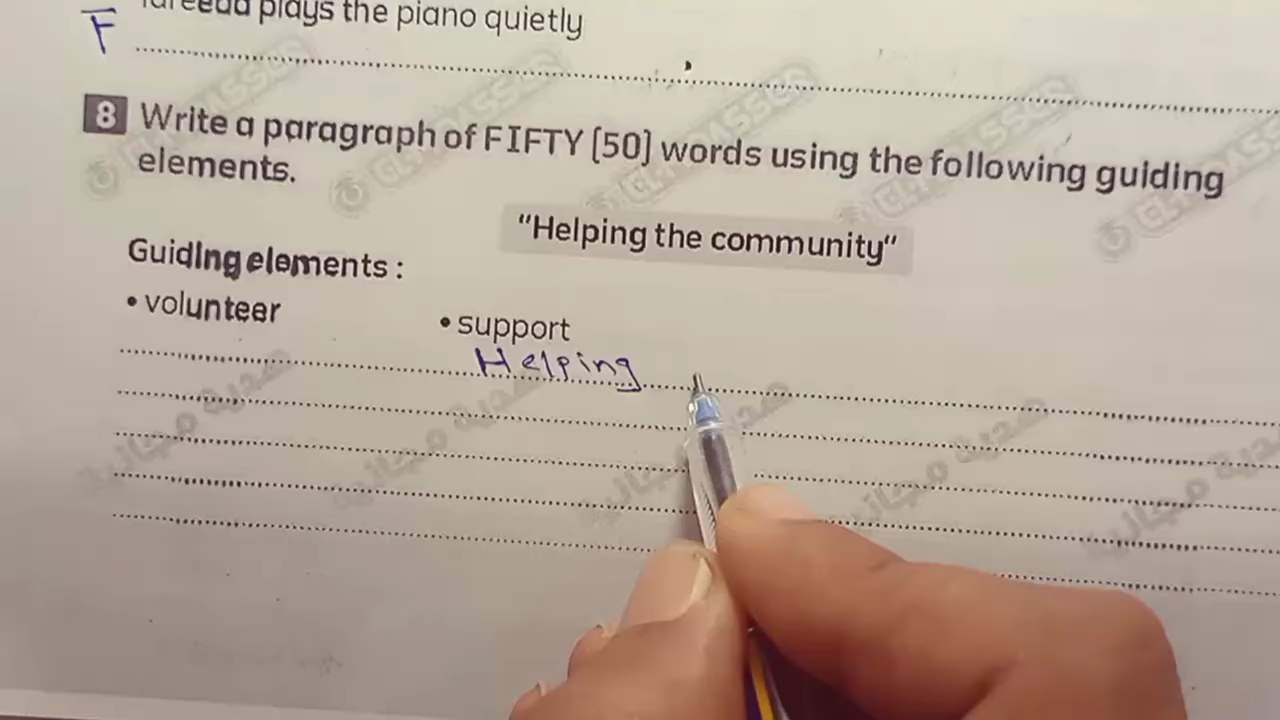 plays the piano quietly
F
8 Write a paragraph of FIFTY (50) words using the following guiding
elements.
"Helping the community"
Guiding elements :
• volunteer • support
Helping